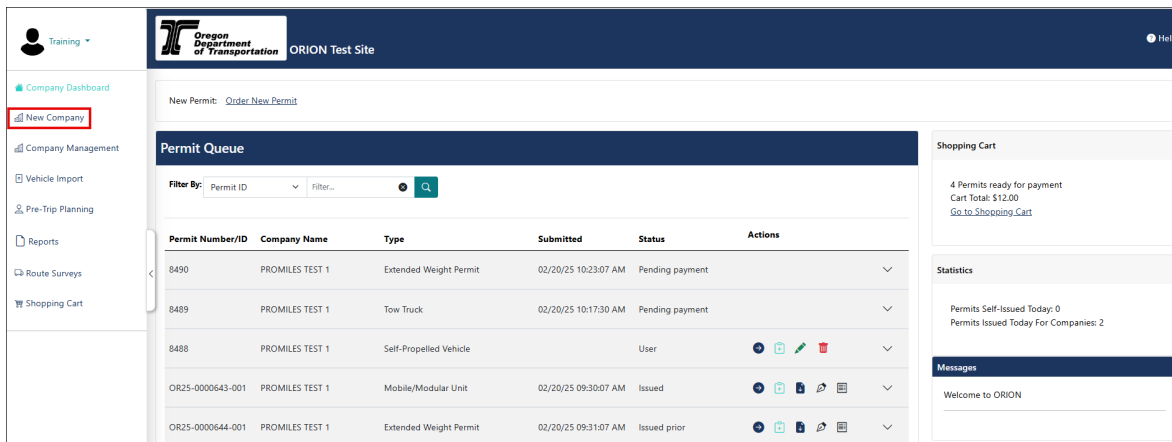 Training
Oregon
Department
of Transportation
ORION Test Site
Company Dashboard
New Company
Company Management
Vehicle Import
Pre-Trip Planning
Reports
Route Surveys
Shopping Cart
New Permit: Order New Permit
Permit Queue
Filter By: Permit ID Filter...
Permit Number/ID Company Name Type Submitted Status Actions
8490 PROMILES TEST 1 Extended Weight Permit 02/20/25 10:23:07 AM Pending payment
8489 PROMILES TEST 1 Tow Truck 02/20/25 10:17:30 AM Pending payment
8488 PROMILES TEST 1 Self-Propelled Vehicle User
OR25-0000643-001 PROMILES TEST 1 Mobile/Modular Unit 02/20/25 09:30:07 AM Issued
OR25-0000644-001 PROMILES TEST 1 Extended Weight Permit 02/20/25 09:31:07 AM Issued prior
Shopping Cart
4 Permits ready for payment
Cart Total: $12.00
Go to Shopping Cart
Statistics
Permits Self-Issued Today: 0
Permits Issued Today For Companies: 2
Messages
Welcome to ORION